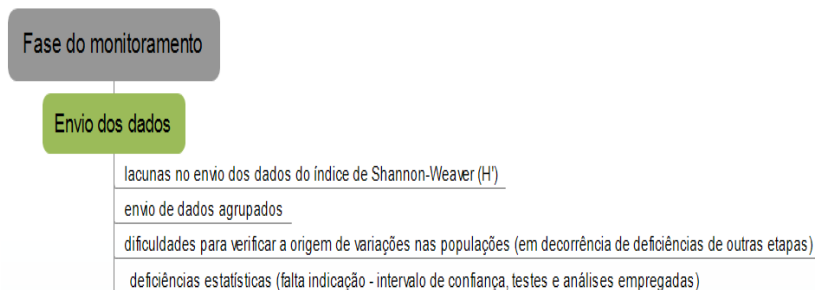 Fase do monitoramento
Envio dos dados
lacunas no envio dos dados do índice de Shannon-Weaver (H')
envio de dados agrupados
dificuldades para verificar a origem de variações nas populações (em decorrência de deficiências de outras etapas)
deficiências estatísticas (falta indicação - intervalo de confiança, testes e análises empregadas)